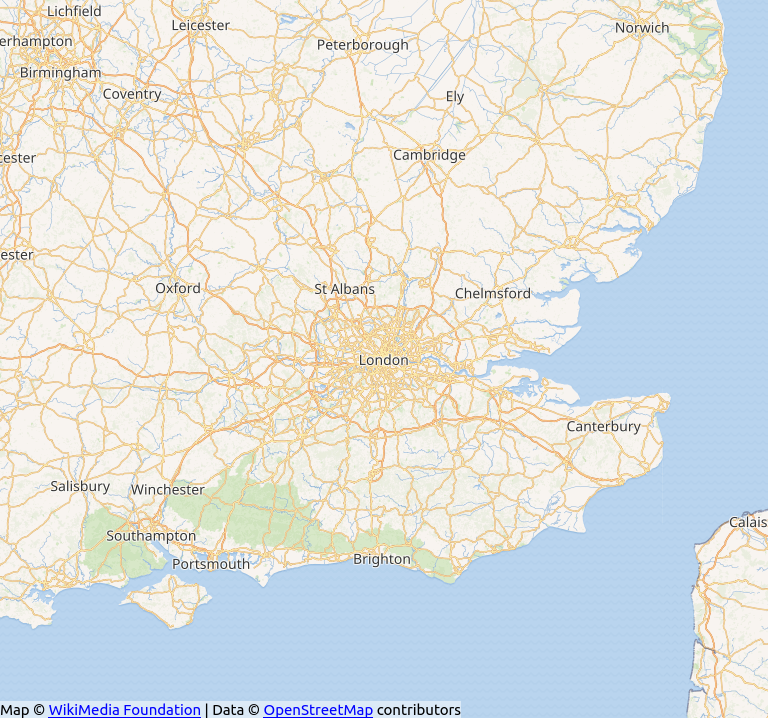 Lichfield
Leicester
Norwich
erhampton
Peterborough
Birmingham
Coventry
Ely
cester
Cambridge
ester
Oxford
St Albans
Chelmsford
London
Canterbury
Salisbury
Winchester
Calais
Southampton
Portsmouth
Brighton
Map © WikiMedia Foundation | Data © OpenStreetMap contributors